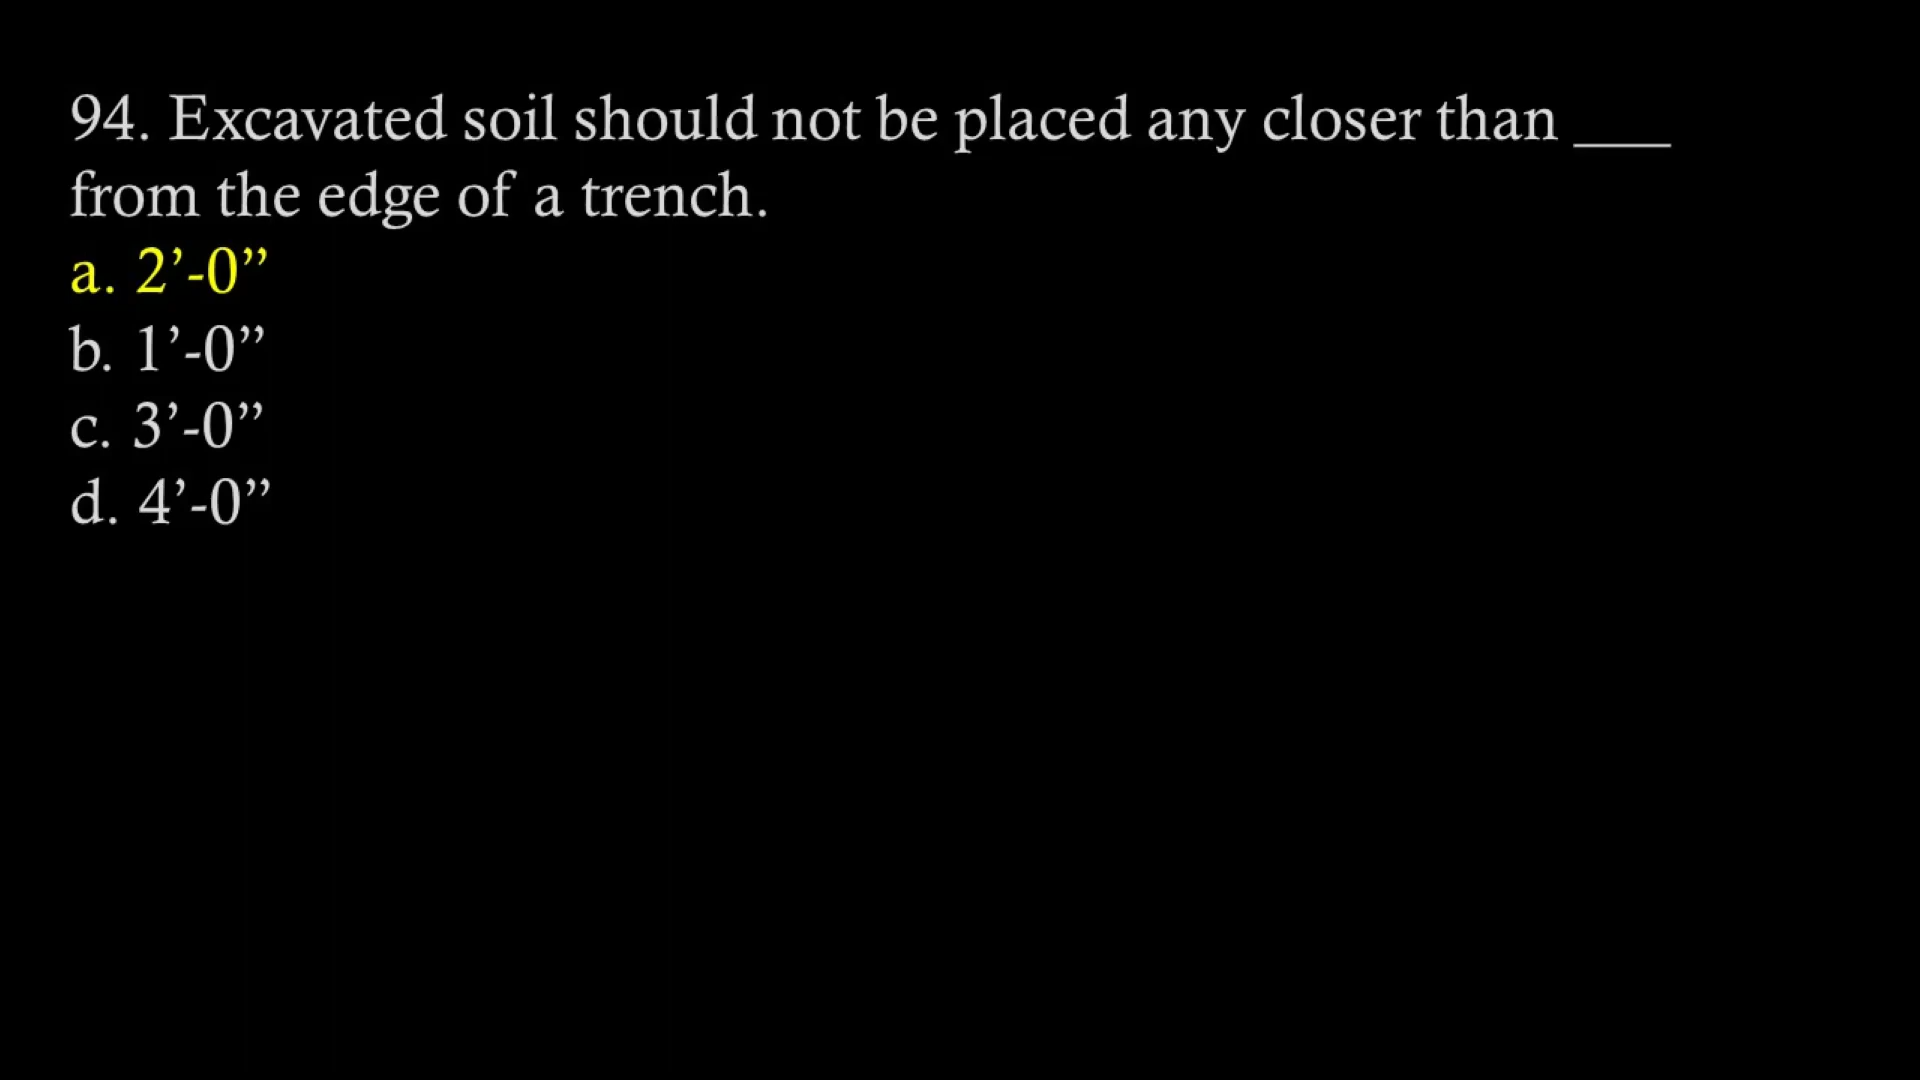 94. Excavated soil should not be placed any closer than ____
from the edge of a trench.
a. 2’-0”
b. 1’-0”
c. 3’-0”
d. 4’-0”